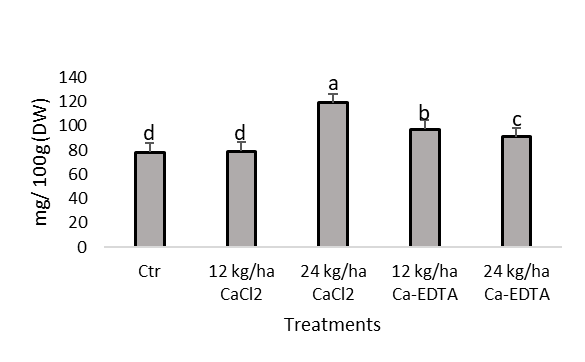 mg/ 100g(DW)
140
120
100
80
60
40
20
0
d
d
a
b
c
Ctr
12 kg/ha CaCl2
24 kg/ha CaCl2
12 kg/ha Ca-EDTA
24 kg/ha Ca-EDTA
Treatments